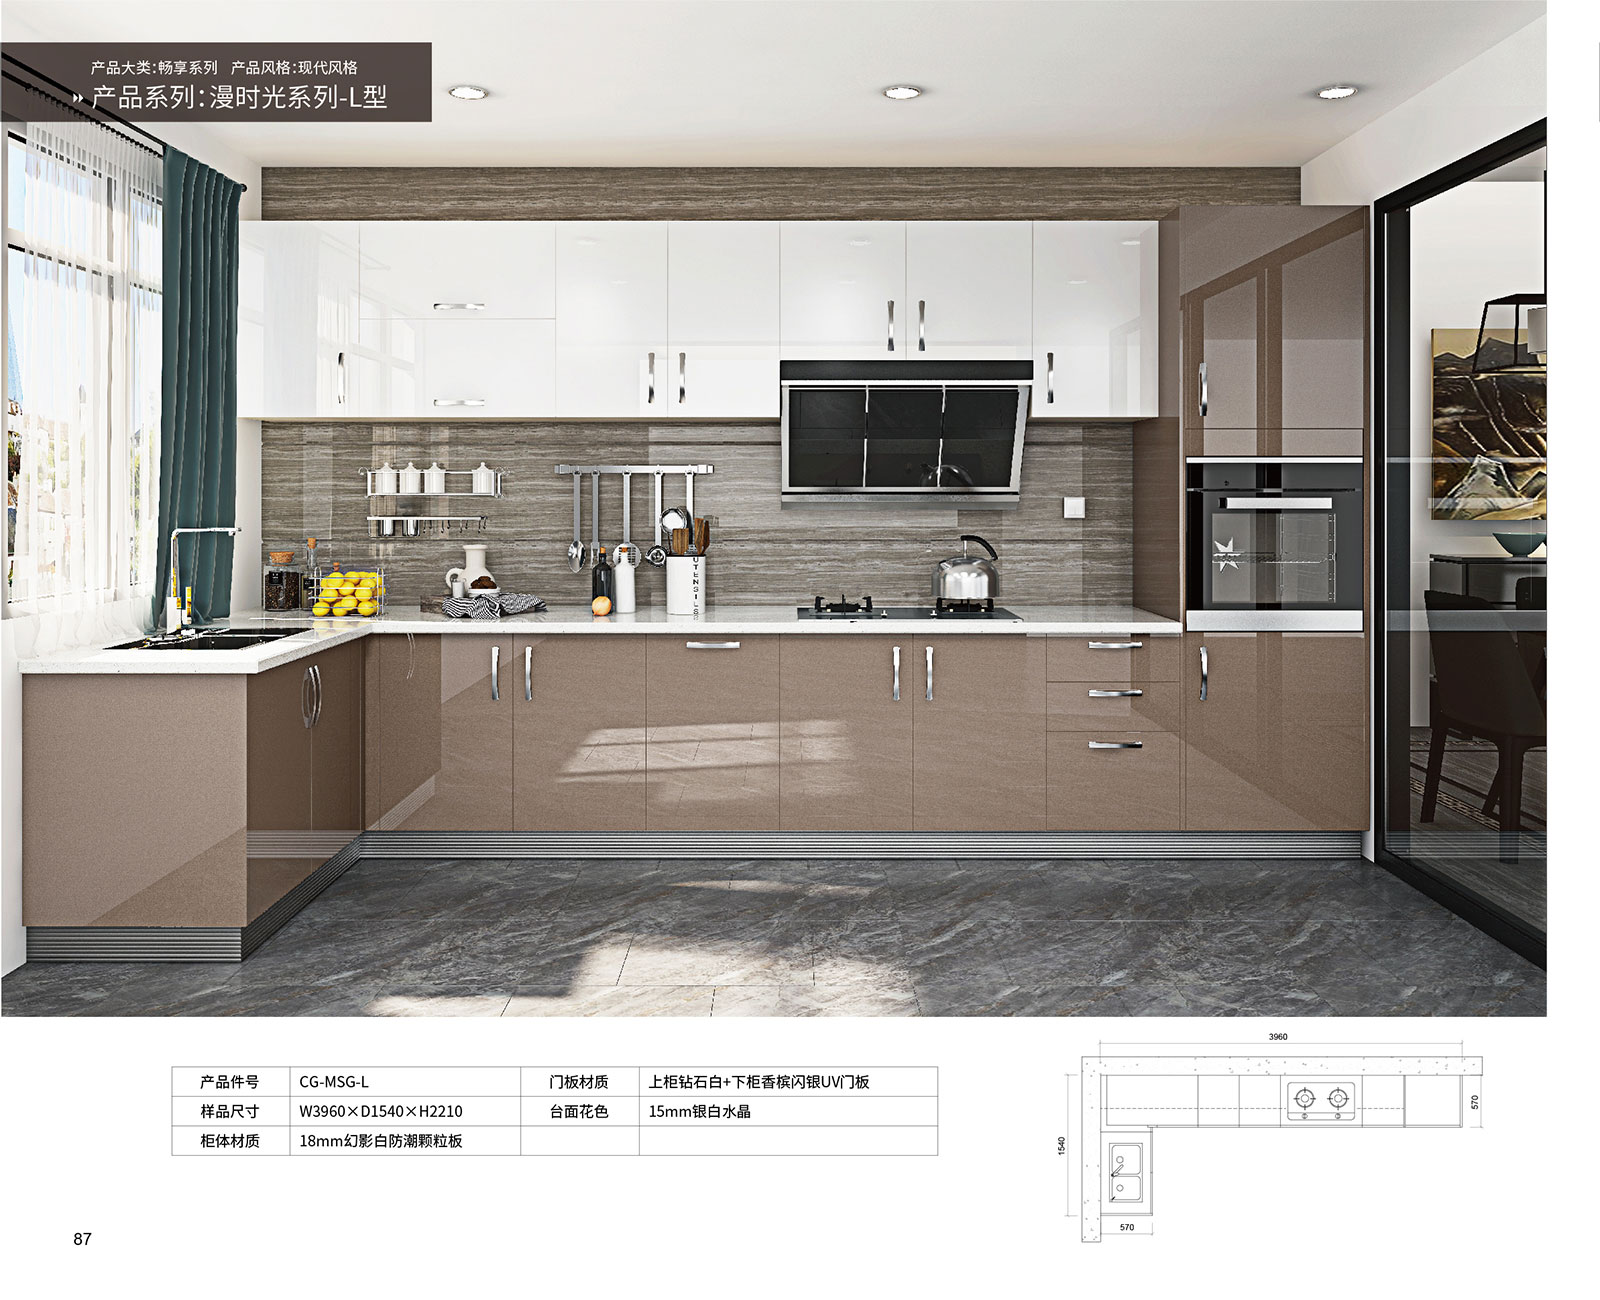 产品大类:畅享系列 产品风格:现代风格
» 产品系列:漫时光系列-L型
UTENSILS
产品件号 CG-MSG-L 门板材质 上柜钻石白+下柜香槟闪银UV门板
样品尺寸 W3960×D1540×H2210 台面花色 15mm银白水晶
柜体材质 18mm幻影白防潮颗粒板
3960
570
1540
570
87